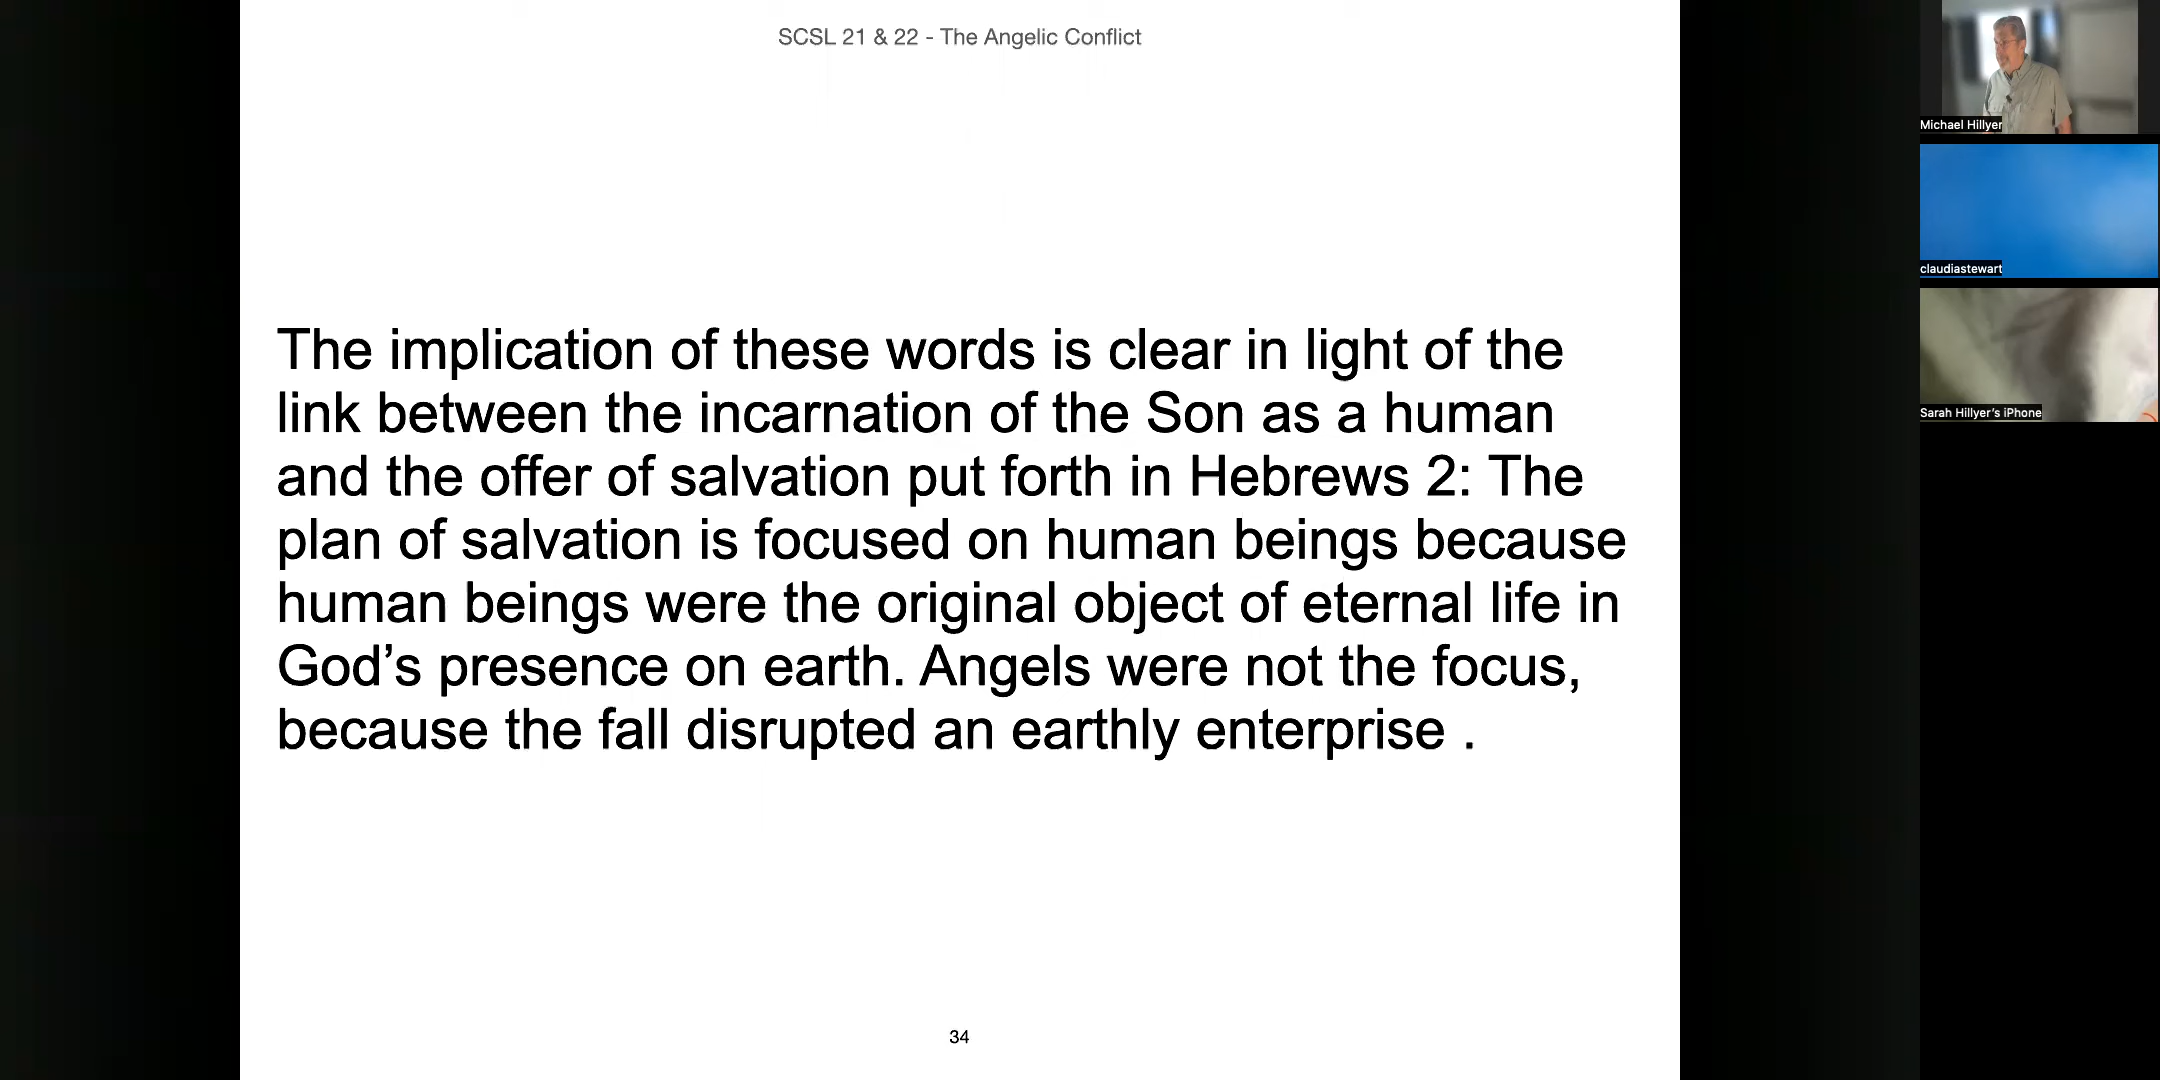 SCSL 21 & 22 - The Angelic Conflict
The implication of these words is clear in light of the
link between the incarnation of the Son as a human
and the offer of salvation put forth in Hebrews 2: The
plan of salvation is focused on human beings because
human beings were the original object of eternal life in
God’s presence on earth. Angels were not the focus,
because the fall disrupted an earthly enterprise .
34
Michael Hillyer
claudiastewart
Sarah Hillyer’s iPhone